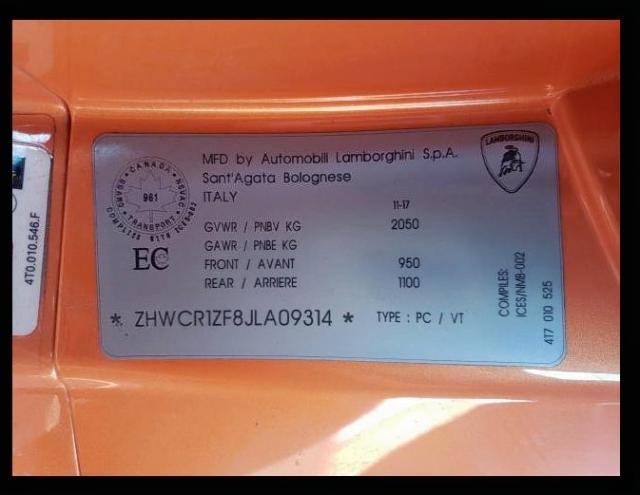 MFD by Automobili Lamborghini S.p.A.
Sant'Agata Bolognese
ITALY
11-17
GVWR / PNBV KG 2050
GAWR / PNBE KG
FRONT / AVANT 950
REAR / ARRIERE 1100
* ZHWCR1ZF8JLA09314 * TYPE : PC / VT
CANADA
961
TRANSPORT
EC
LAMBORGHINI
COMPILES:
ICES/NMB-002
4T7 010 525
4T0.010.546.F